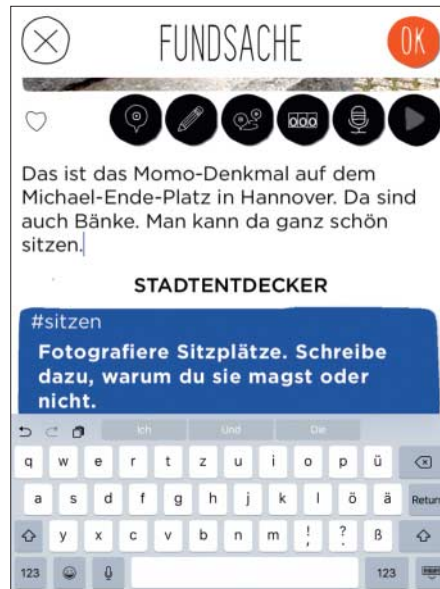 FUNDSACHE
OK
000
Das ist das Momo-Denkmal auf dem
Michael-Ende-Platz in Hannover. Da sind
auch Bänke. Man kann da ganz schön
sitzen.
STADTENTDECKER
#sitzen
Fotografiere Sitzplätze. Schreibe
dazu, warum du sie magst oder
nicht.
Ich Und Die
q w e r t z u i o p ü
a s d f g h j k l ö ä Return
y x c v b n m ! , ? . ß
123 123